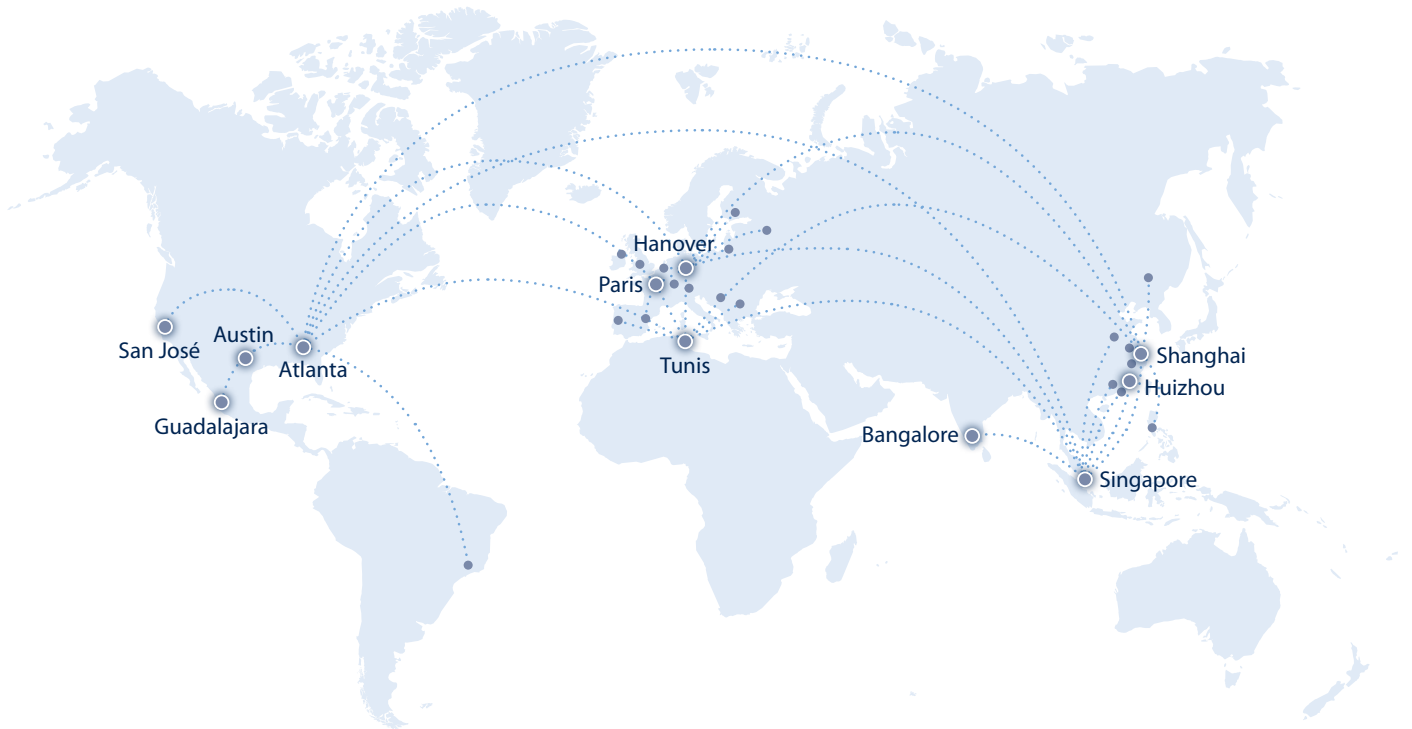 Hanover
Paris
Austin
San José
Atlanta
Tunis
Shanghai
Huizhou
Guadalajara
Bangalore
Singapore